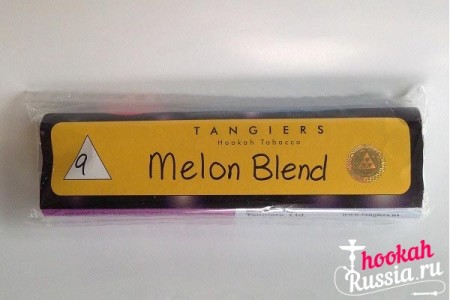 TANGIERS
Hookah Tobacco
9
Melon Blend
hookah
Russia.ru